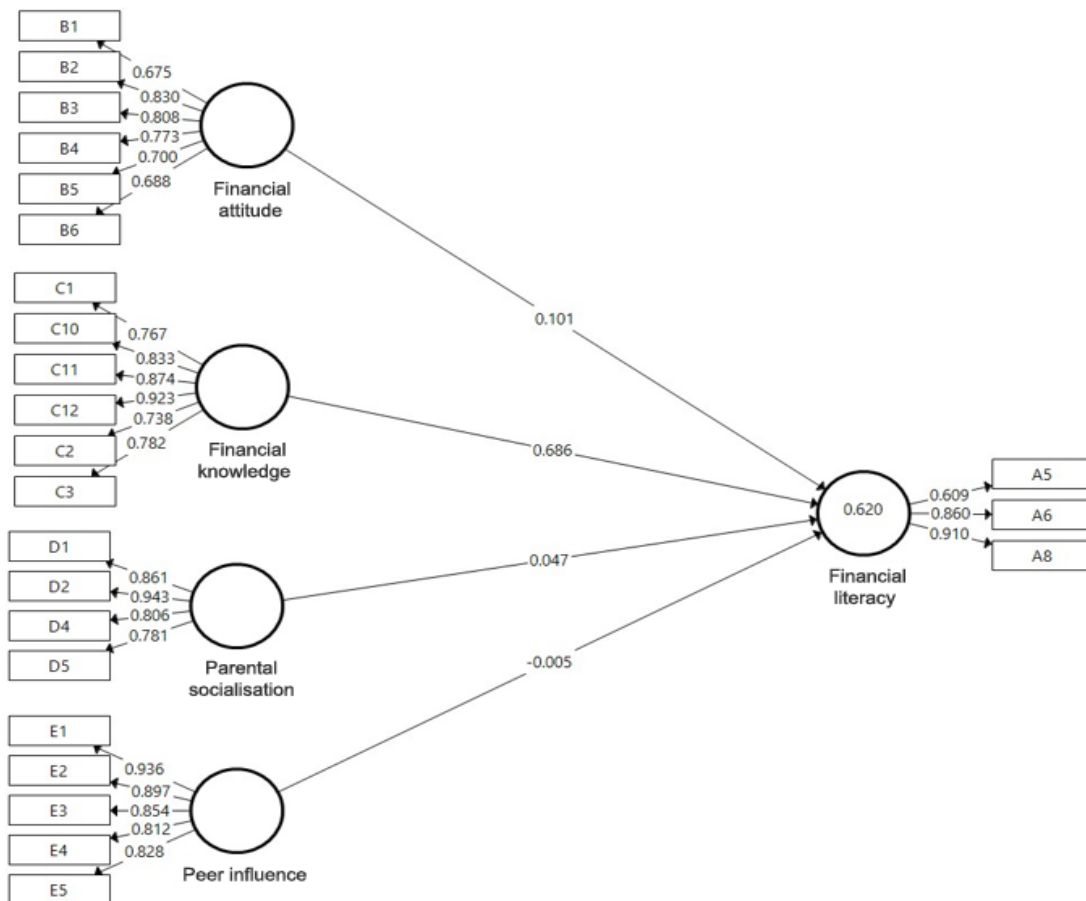 B1
0.675
B2
0.830
B3
0.808
B4
0.773
B5
0.700
B6
0.688
Financial
attitude
C1
0.767
C10
0.833
C11
0.874
C12
0.923
C2
0.738
C3
0.782
Financial
knowledge
D1
0.861
D2
0.943
D4
0.806
D5
0.781
Parental
socialisation
E1
0.936
E2
0.897
E3
0.854
E4
0.812
E5
0.828
Peer influence
0.101
0.686
0.047
-0.005
0.620
Financial
literacy
0.609
A5
0.860
A6
0.910
A8